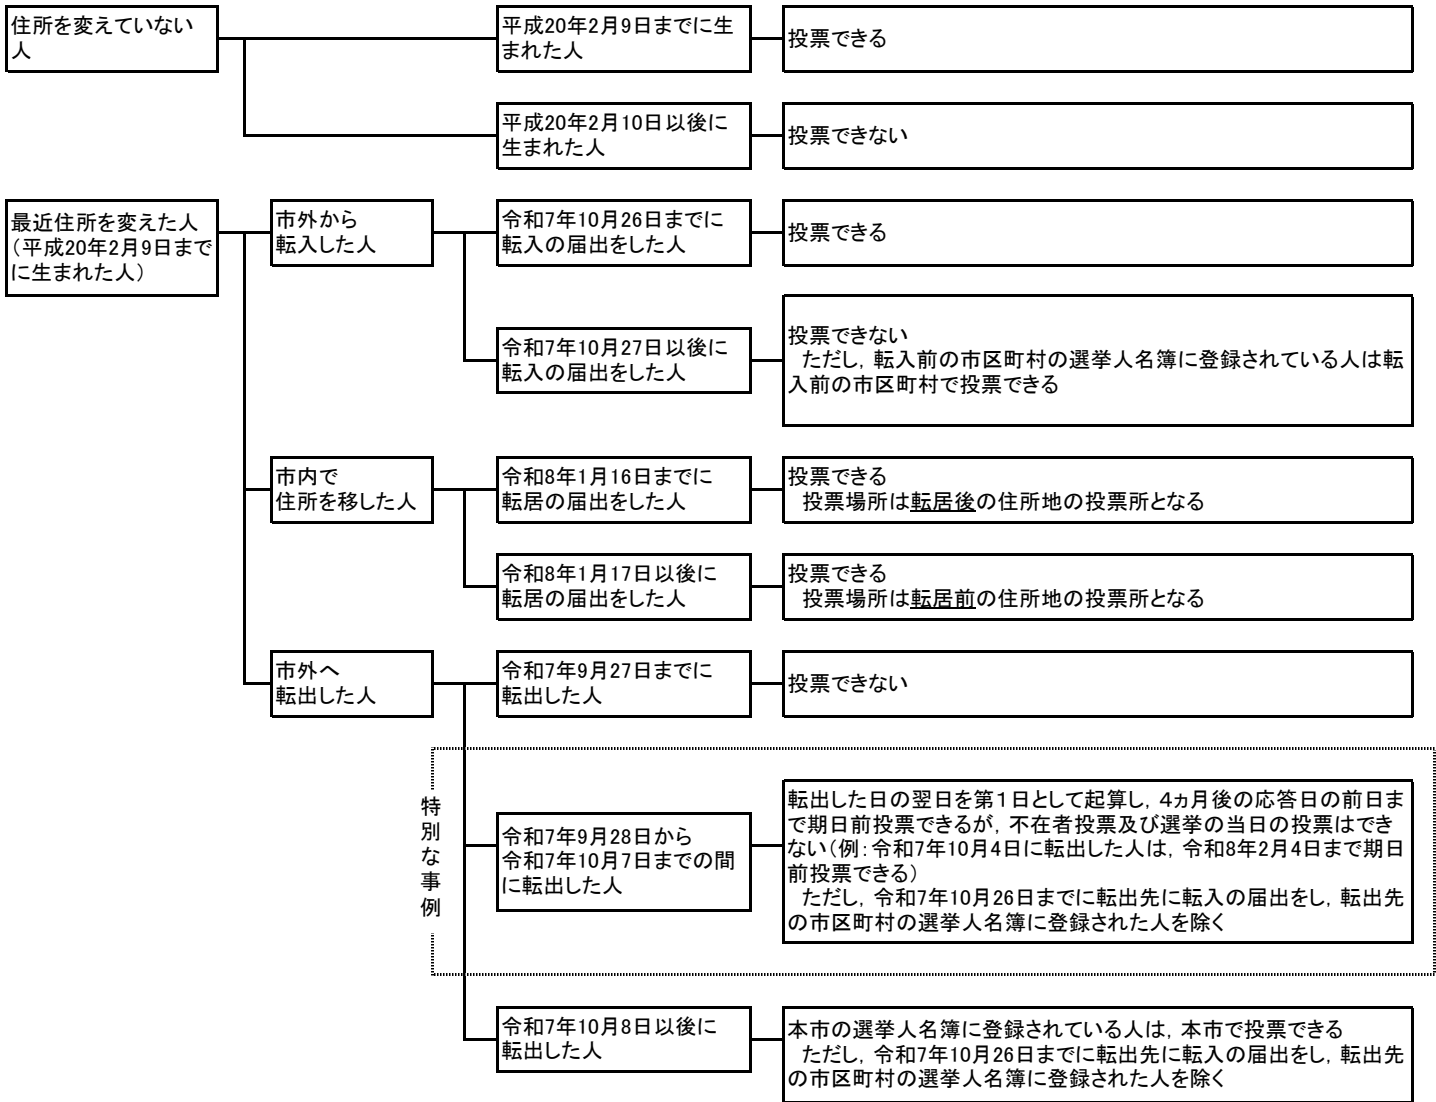 住所を変えていない
人
平成20年2月9日までに生
まれた人
投票できる
平成20年2月10日以後に
生まれた人
投票できない
最近住所を変えた人
(平成20年2月9日まで
に生まれた人)
市外から
転入した人
令和7年10月26日までに
転入の届出をした人
投票できる
令和7年10月27日以後に
転入の届出をした人
投票できない
ただし，転入前の市区町村の選挙人名簿に登録されている人は転
入前の市区町村で投票できる
市内で
住所を移した人
令和8年1月16日までに
転居の届出をした人
投票できる
投票場所は転居後の住所地の投票所となる
令和8年1月17日以後に
転居の届出をした人
投票できる
投票場所は転居前の住所地の投票所となる
市外へ
転出した人
令和7年9月27日までに
転出した人
投票できない
特別な事例
令和7年9月28日から
令和7年10月7日までの間
に転出した人
転出した日の翌日を第1日として起算し，4ヵ月後の応答日の前日ま
で期日前投票できるが，不在者投票及び選挙の当日の投票はでき
ない(例：令和7年10月4日に転出した人は，令和8年2月4日まで期日
前投票できる)
ただし，令和7年10月26日までに転出先に転入の届出をし，転出先
の市区町村の選挙人名簿に登録された人を除く
令和7年10月8日以後に
転出した人
本市の選挙人名簿に登録されている人は，本市で投票できる
ただし，令和7年10月26日までに転出先に転入の届出をし，転出先
の市区町村の選挙人名簿に登録された人を除く